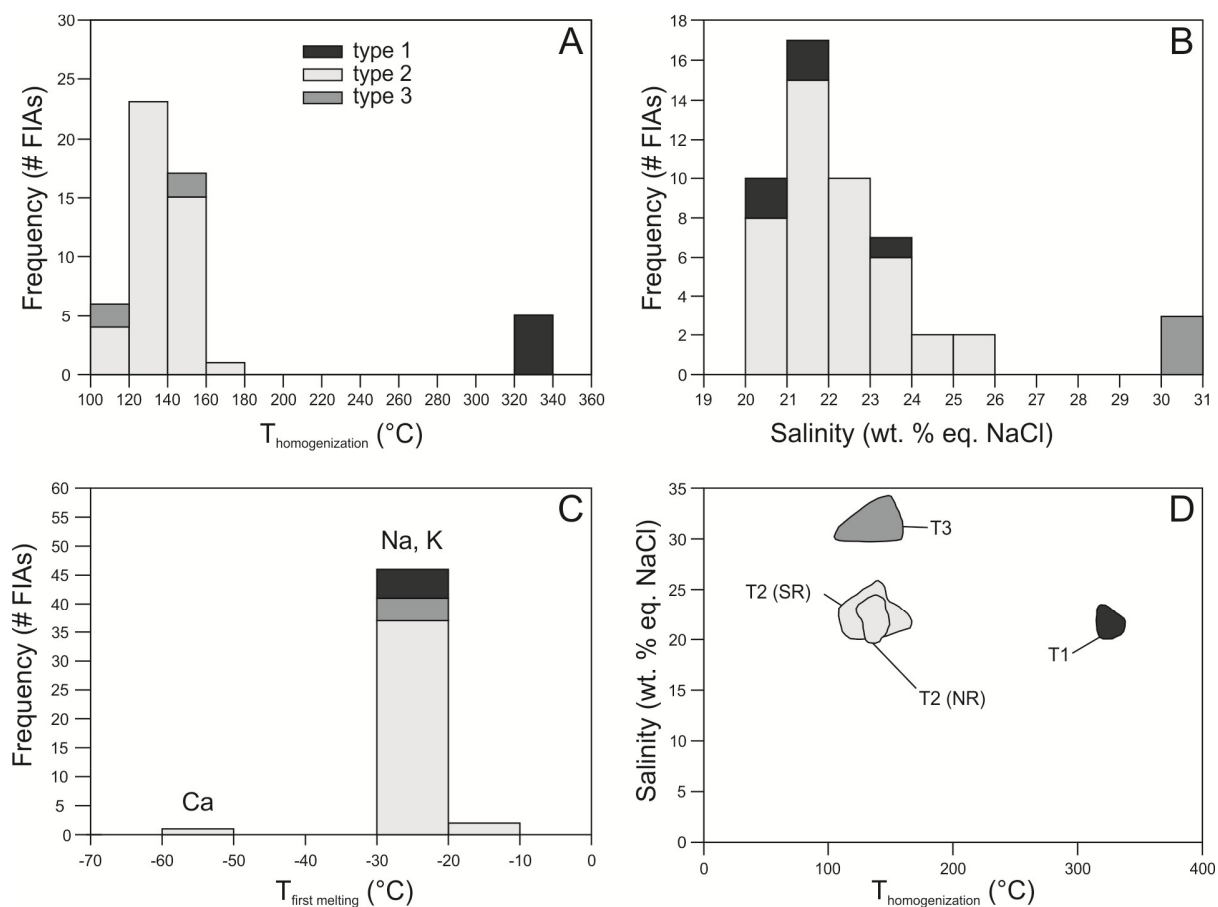 A
type 1
type 2
type 3
Frequency (# FIAs)
30
25
20
15
10
5
0
100 120 140 160 180 200 220 240 260 280 300 320 340 360
T homogenization (°C)
B
Frequency (# FIAs)
18
16
14
12
10
8
6
4
2
0
19 20 21 22 23 24 25 26 27 28 29 30 31
Salinity (wt. % eq. NaCl)
C
Na, K
Ca
Frequency (# FIAs)
60
55
50
45
40
35
30
25
20
15
10
5
0
-70 -60 -50 -40 -30 -20 -10 0
T first melting (°C)
D
T3
T2 (SR)
T1
T2 (NR)
Salinity (wt. % eq. NaCl)
35
30
25
20
15
10
5
0
0 100 200 300 400
T homogenization (°C)